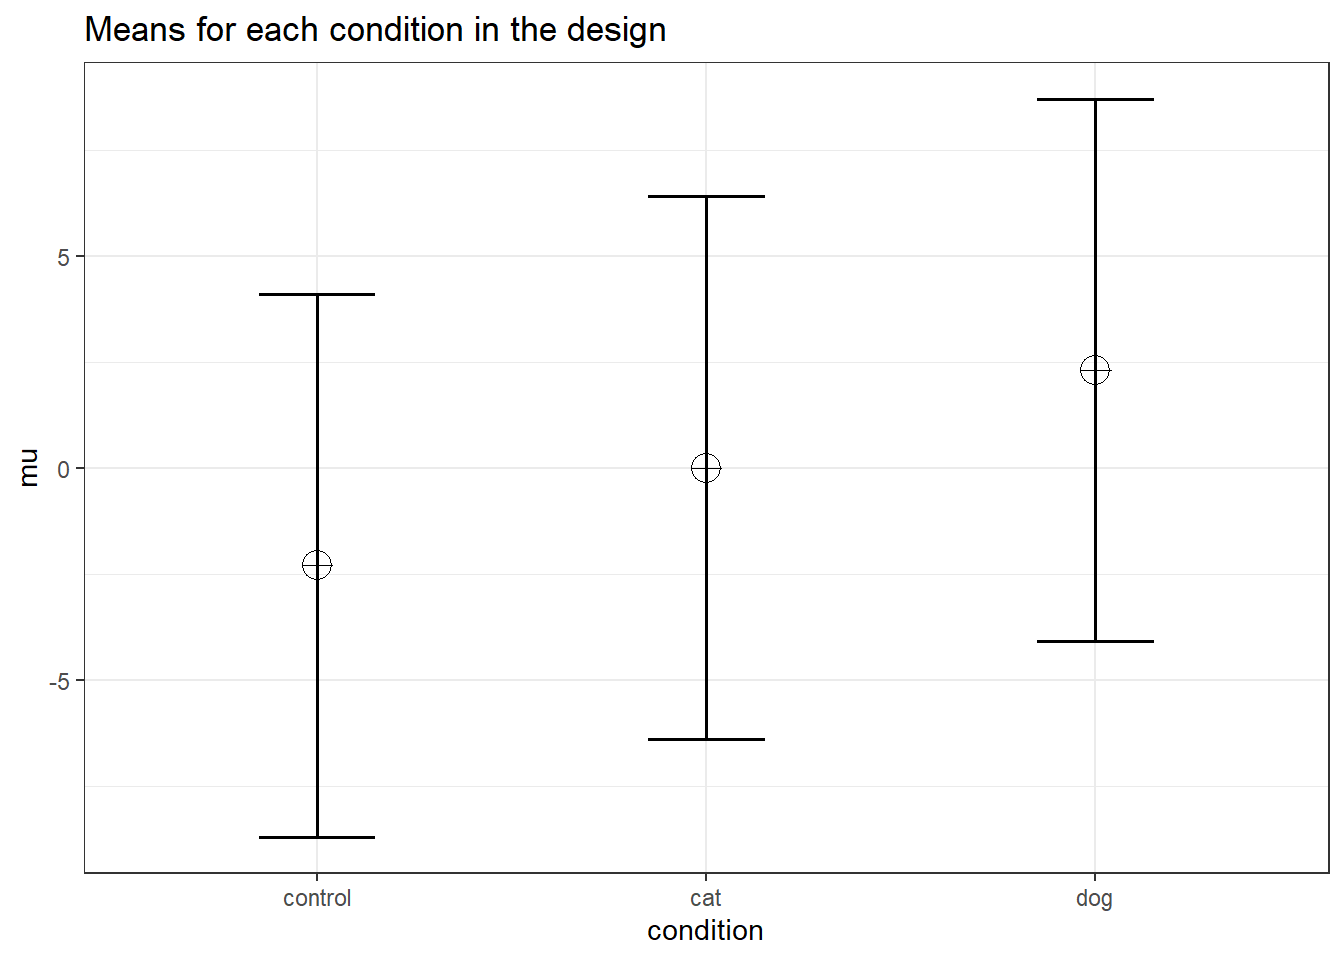 Means for each condition in the design
mu
5
0
-5
control
cat
dog
condition